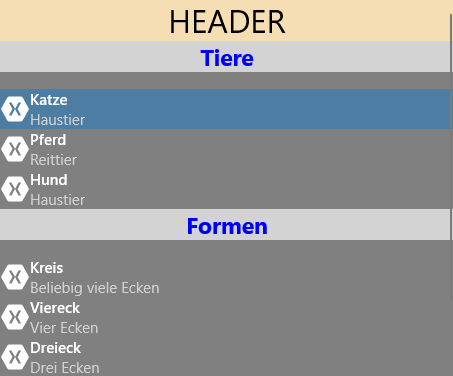 HEADER
Tiere
Katze
Haustier
Pferd
Reittier
Hund
Haustier
Formen
Kreis
Beliebig viele Ecken
Viereck
Vier Ecken
Dreieck
Drei Ecken